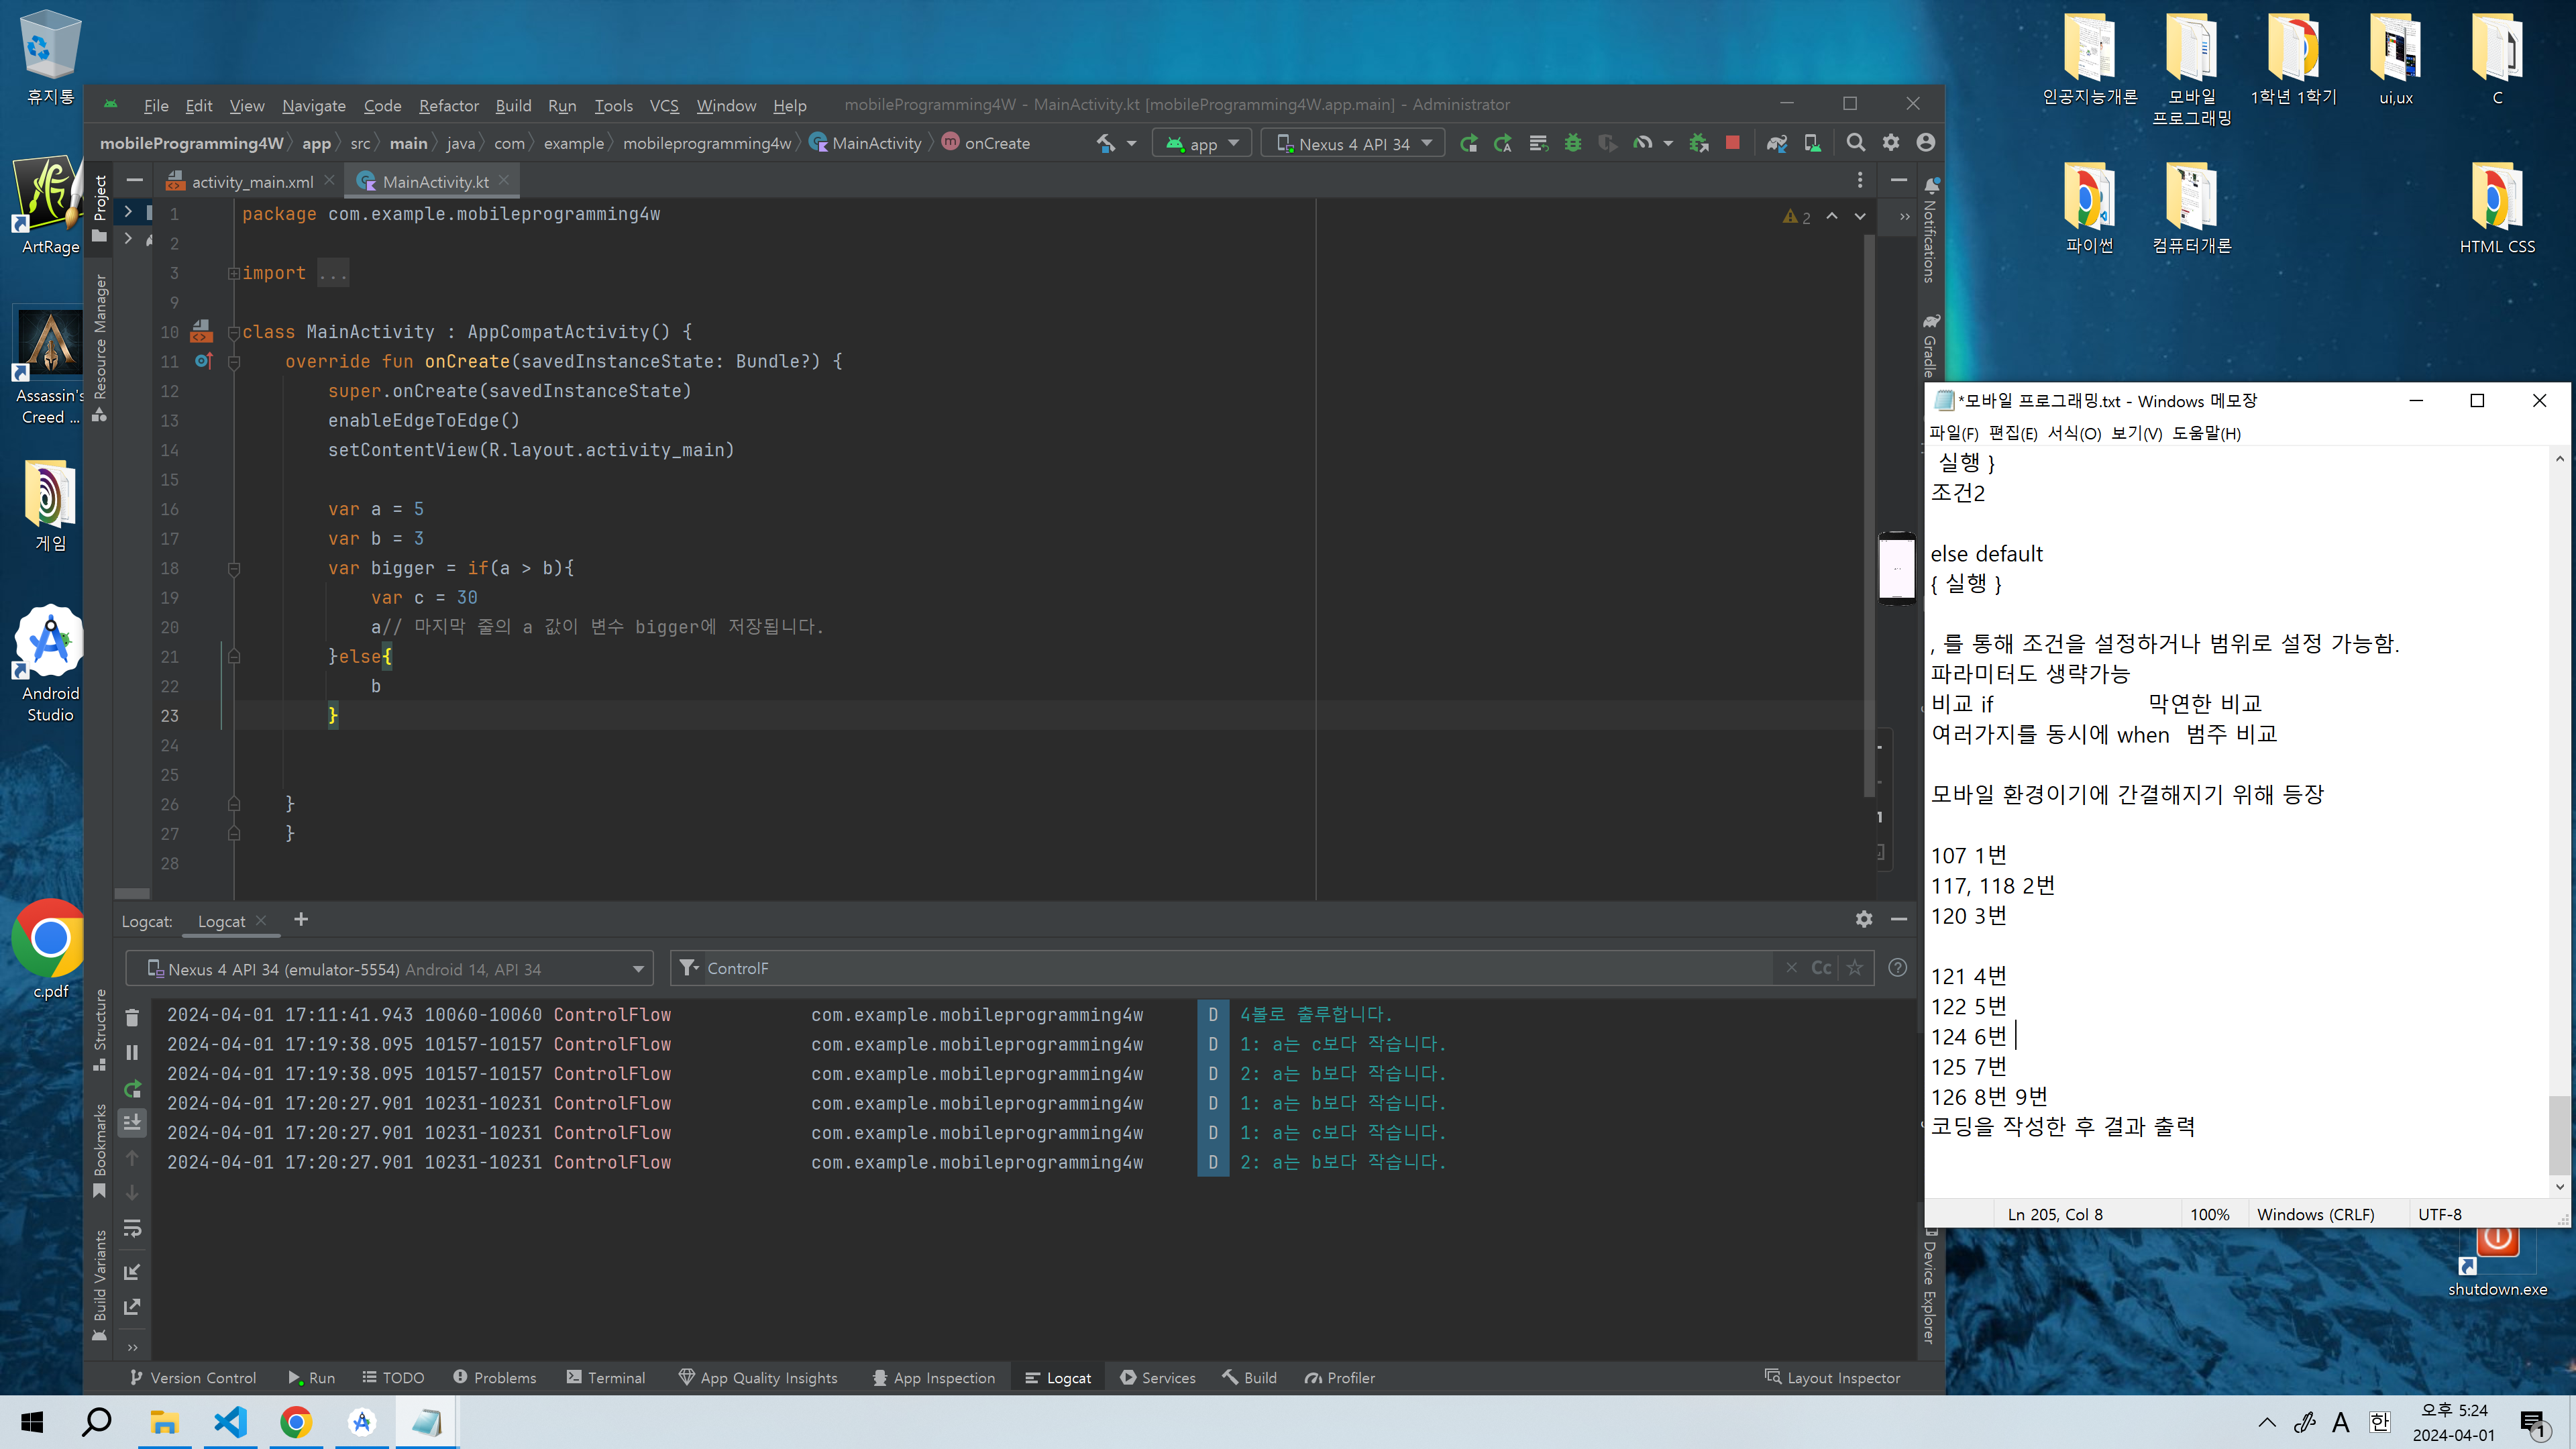 휴지통
ArtRage
Assassin's
Creed ...
게임
Android
Studio
c.pdf
인공지능개론
모바일
프로그래밍
1학년 1학기
ui,ux
C
파이썬
컴퓨터개론
HTML CSS
shutdown.exe
File Edit View Navigate Code Refactor Build Run Tools VCS Window Help mobileProgramming4W - MainActivity.kt [mobileProgramming4W.app.main] - Administrator
mobileProgramming4W app src main java com example mobileprogramming4w MainActivity onCreate app Nexus 4 API 34
Project
Resource Manager
Structure
Bookmarks
Build Variants
Notifications
Gradle
Device Explorer
activity_main.xml MainActivity.kt
2
1 package com.example.mobileprogramming4w
2
3 import ...
9
10 class MainActivity : AppCompatActivity() {
11 override fun onCreate(savedInstanceState: Bundle?) {
12 super.onCreate(savedInstanceState)
13 enableEdgeToEdge()
14 setContentView(R.layout.activity_main)
15
16 var a = 5
17 var b = 3
18 var bigger = if(a > b){
19 var c = 30
20 a// 마지막 줄의 a 값이 변수 bigger에 저장됩니다.
21 }else{
22 b
23 }
24
25
26 }
27 }
28
Logcat: Logcat
Nexus 4 API 34 (emulator-5554) Android 14, API 34 ControlF Cc
2024-04-01 17:11:41.943 10060-10060 ControlFlow com.example.mobileprogramming4w D 4볼로 출루합니다.
2024-04-01 17:19:38.095 10157-10157 ControlFlow com.example.mobileprogramming4w D 1: a는 c보다 작습니다.
2024-04-01 17:19:38.095 10157-10157 ControlFlow com.example.mobileprogramming4w D 2: a는 b보다 작습니다.
2024-04-01 17:20:27.901 10231-10231 ControlFlow com.example.mobileprogramming4w D 1: a는 b보다 작습니다.
2024-04-01 17:20:27.901 10231-10231 ControlFlow com.example.mobileprogramming4w D 1: a는 c보다 작습니다.
2024-04-01 17:20:27.901 10231-10231 ControlFlow com.example.mobileprogramming4w D 2: a는 b보다 작습니다.
Version Control Run TODO Problems Terminal App Quality Insights App Inspection Logcat Services Build Profiler Layout Inspector
*모바일 프로그래밍.txt - Windows 메모장
파일(F) 편집(E) 서식(O) 보기(V) 도움말(H)
실행 }
조건2
else default
{ 실행 }
, 를 통해 조건을 설정하거나 범위로 설정 가능함.
파라미터도 생략가능
비교 if 막연한 비교
여러가지를 동시에 when 범주 비교
모바일 환경이기에 간결해지기 위해 등장
107 1번
117, 118 2번
120 3번
121 4번
122 5번
124 6번
125 7번
126 8번 9번
코딩을 작성한 후 결과 출력
Ln 205, Col 8 100% Windows (CRLF) UTF-8
A 한
오후 5:24
2024-04-01
1